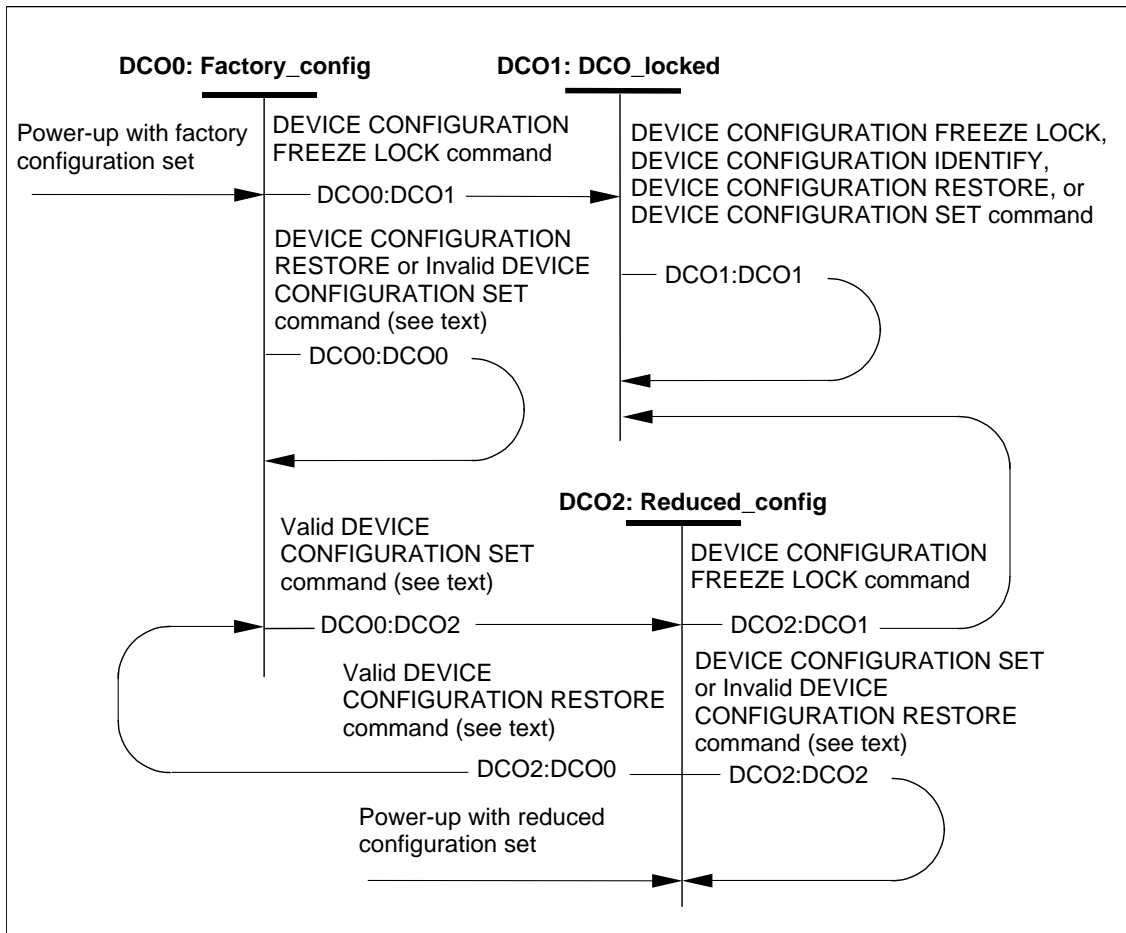 DCO0: Factory_config
DCO1: DCO_locked
Power-up with factory
configuration set
DEVICE CONFIGURATION
FREEZE LOCK command
DCO0:DCO1
DEVICE CONFIGURATION FREEZE LOCK,
DEVICE CONFIGURATION IDENTIFY,
DEVICE CONFIGURATION RESTORE, or
DEVICE CONFIGURATION SET command
DCO1:DCO1
DEVICE CONFIGURATION
RESTORE or Invalid DEVICE
CONFIGURATION SET
command (see text)
DCO0:DCO0
DCO2: Reduced_config
Valid DEVICE
CONFIGURATION SET
command (see text)
DCO0:DCO2
DEVICE CONFIGURATION
FREEZE LOCK command
DCO2:DCO1
Valid DEVICE
CONFIGURATION RESTORE
command (see text)
DCO2:DCO0
DEVICE CONFIGURATION SET
or Invalid DEVICE
CONFIGURATION RESTORE
command (see text)
DCO2:DCO2
Power-up with reduced
configuration set